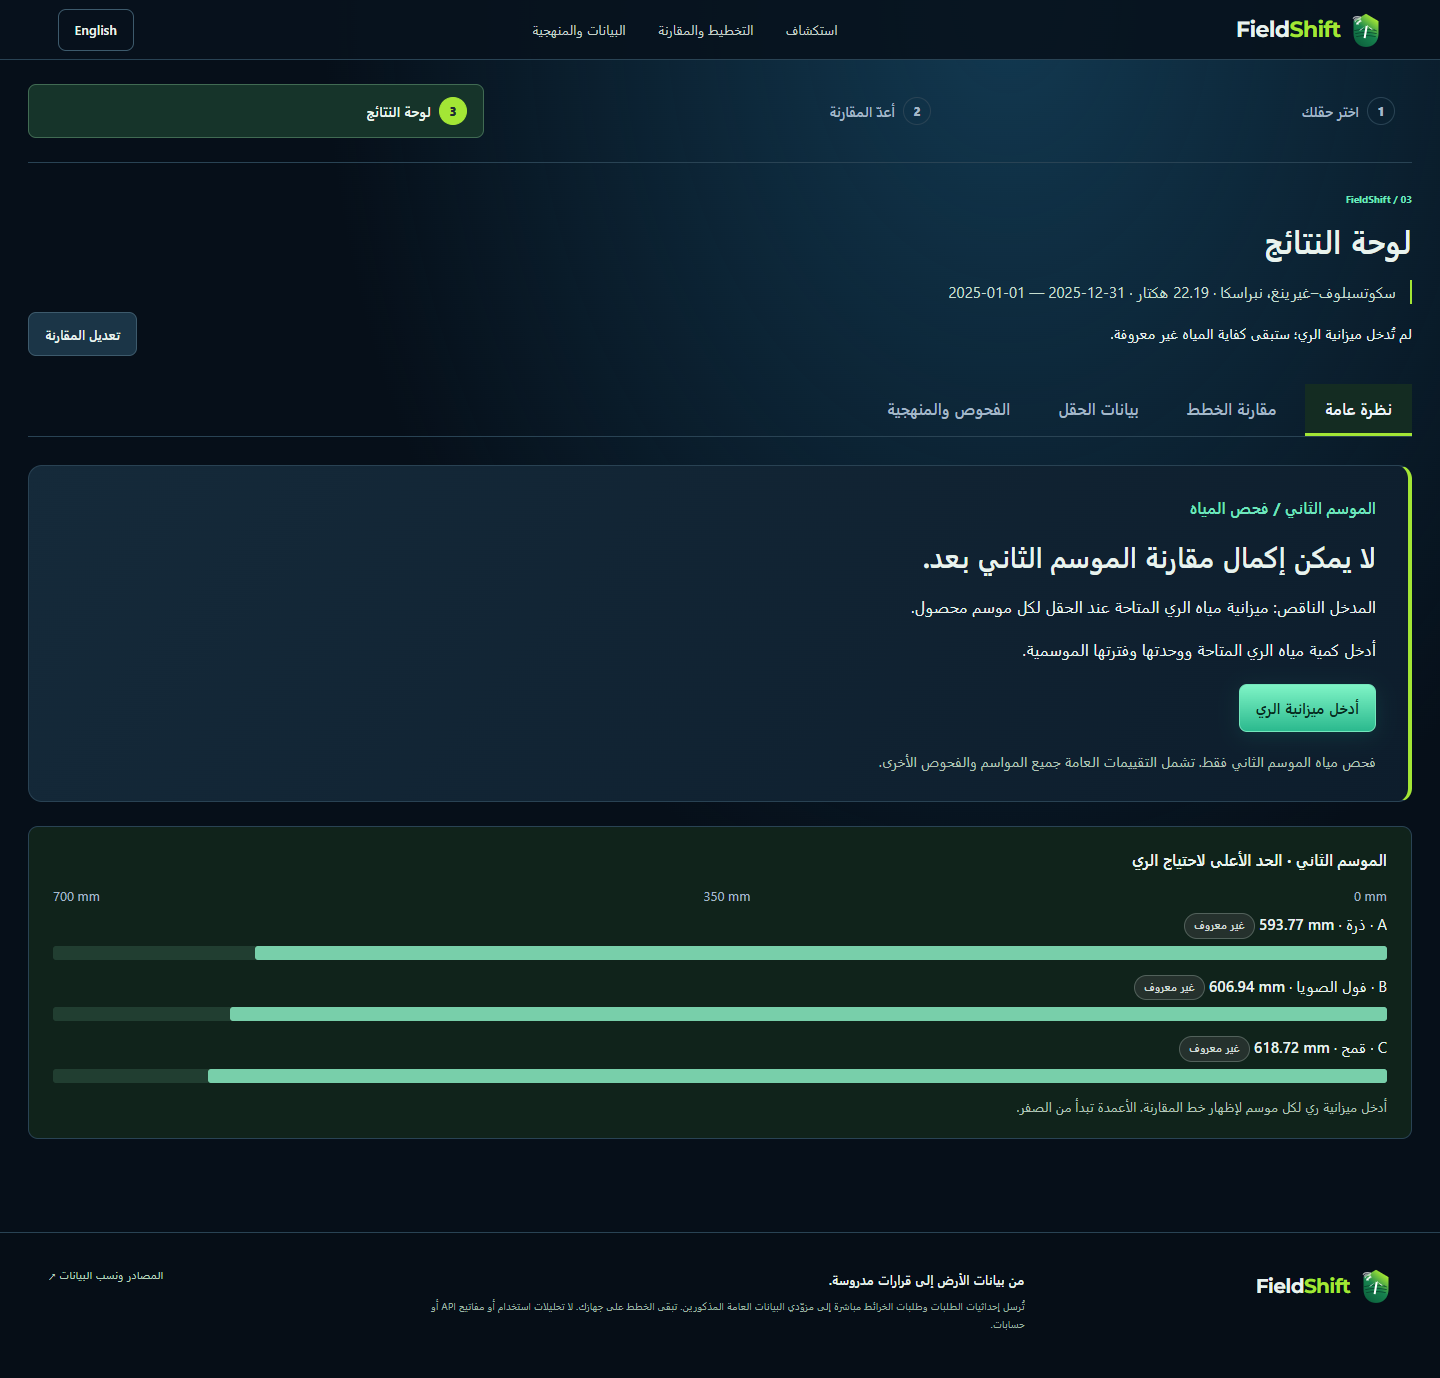 FieldShift
استكشاف
التخطيط والمقارنة
البيانات والمنهجية
English
1 اختر حقلك
2 أعدّ المقارنة
3 لوحة النتائج
FieldShift / 03
لوحة النتائج
سكوتسبلوف–غيرينغ، نبراسكا · 22.19 هكتار · 2025-12-31 — 2025-01-01
لم تُدخل ميزانية الري؛ ستبقى كفاية المياه غير معروفة.
تعديل المقارنة
نظرة عامة
مقارنة الخطط
بيانات الحقل
الفحوص والمنهجية
الموسم الثاني / فحص المياه
لا يمكن إكمال مقارنة الموسم الثاني بعد.
المدخل الناقص: ميزانية مياه الري المتاحة عند الحقل لكل موسم محصول.
أدخل كمية مياه الري المتاحة ووحدتها وفترتها الموسمية.
أدخل ميزانية الري
فحص مياه الموسم الثاني فقط. تشمل التقييمات العامة جميع المواسم والفحوص الأخرى.
الموسم الثاني · الحد الأعلى لاحتياج الري
0 mm
350 mm
700 mm
A · ذرة · 593.77 mm غير معروف
B · فول الصويا · 606.94 mm غير معروف
C · قمح · 618.72 mm غير معروف
أدخل ميزانية ري لكل موسم لإظهار خط المقارنة. الأعمدة تبدأ من الصفر.
FieldShift
من بيانات الأرض إلى قرارات مدروسة.
تُرسل إحداثيات الطلبات وطلبات الخرائط مباشرة إلى مزوّدي البيانات العامة المذكورين. تبقى الخطط على جهازك. لا تحليلات استخدام أو مفاتيح API أو
حسابات.
المصادر ونسب البيانات ↗